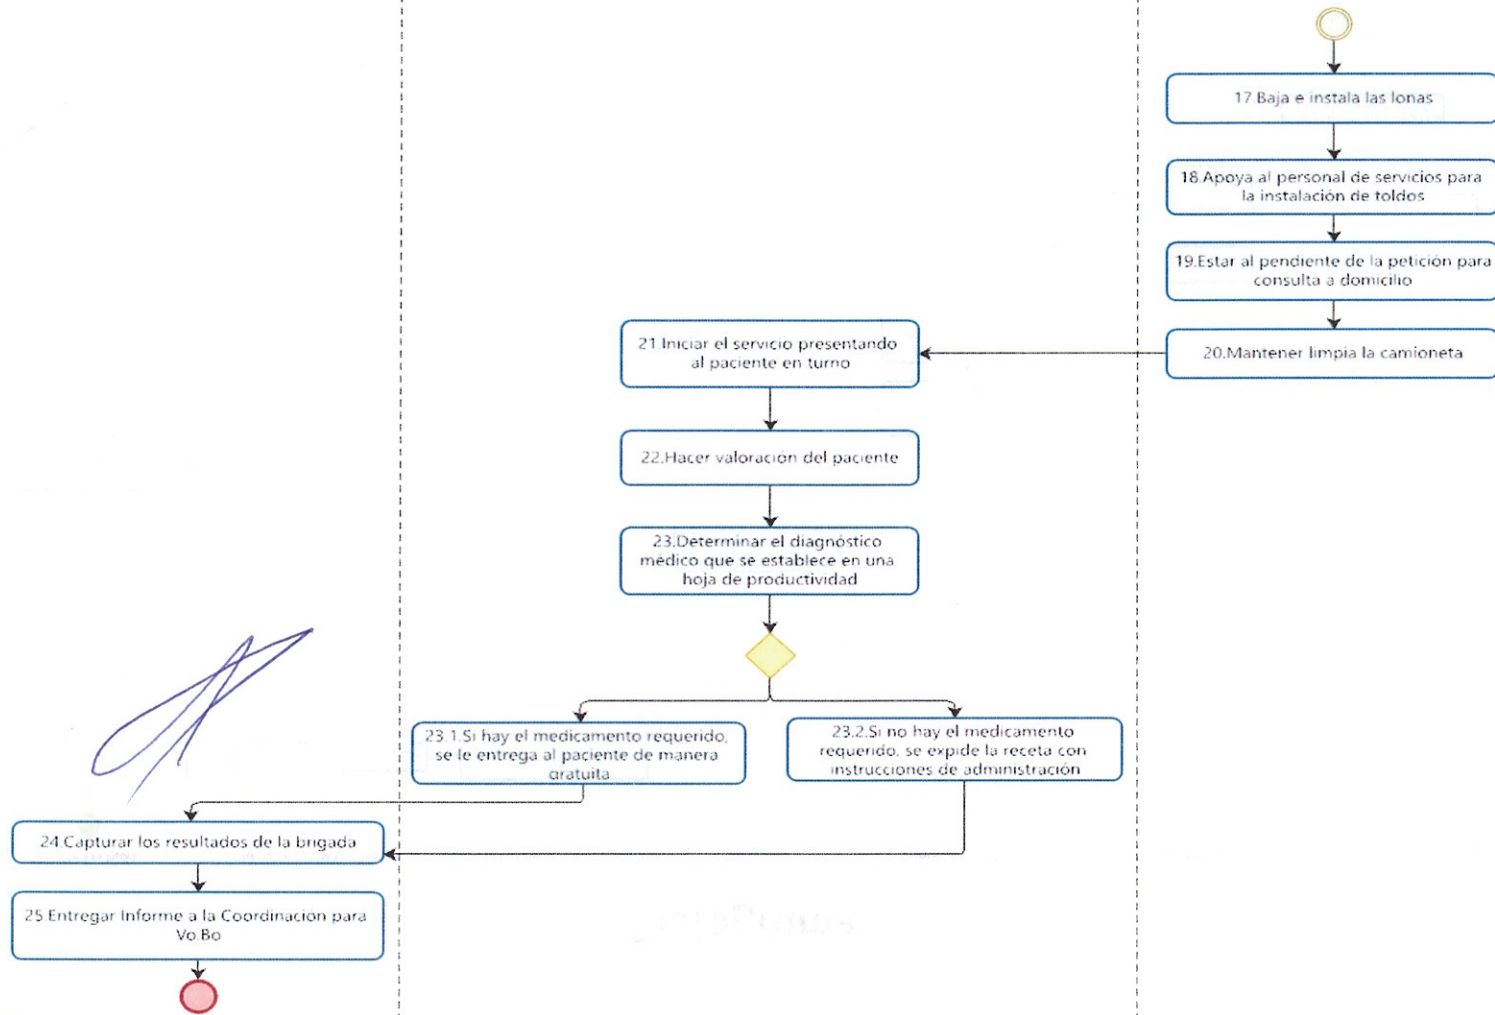 17.Baja e instala las lonas
18.Apoya al personal de servicios para
la instalación de toldos
19.Estar al pendiente de la petición para
consulta a domicilio
20.Mantener limpia la camioneta
21.Iniciar el servicio presentando
al paciente en turno
22.Hacer valoración del paciente
23.Determinar el diagnóstico
médico que se establece en una
hoja de productividad
23.1.Si hay el medicamento requerido,
se le entrega al paciente de manera
gratuita
23.2.Si no hay el medicamento
requerido, se expide la receta con
instrucciones de administración
24.Capturar los resultados de la brigada
25.Entregar Informe a la Coordinación para
Vo.Bo